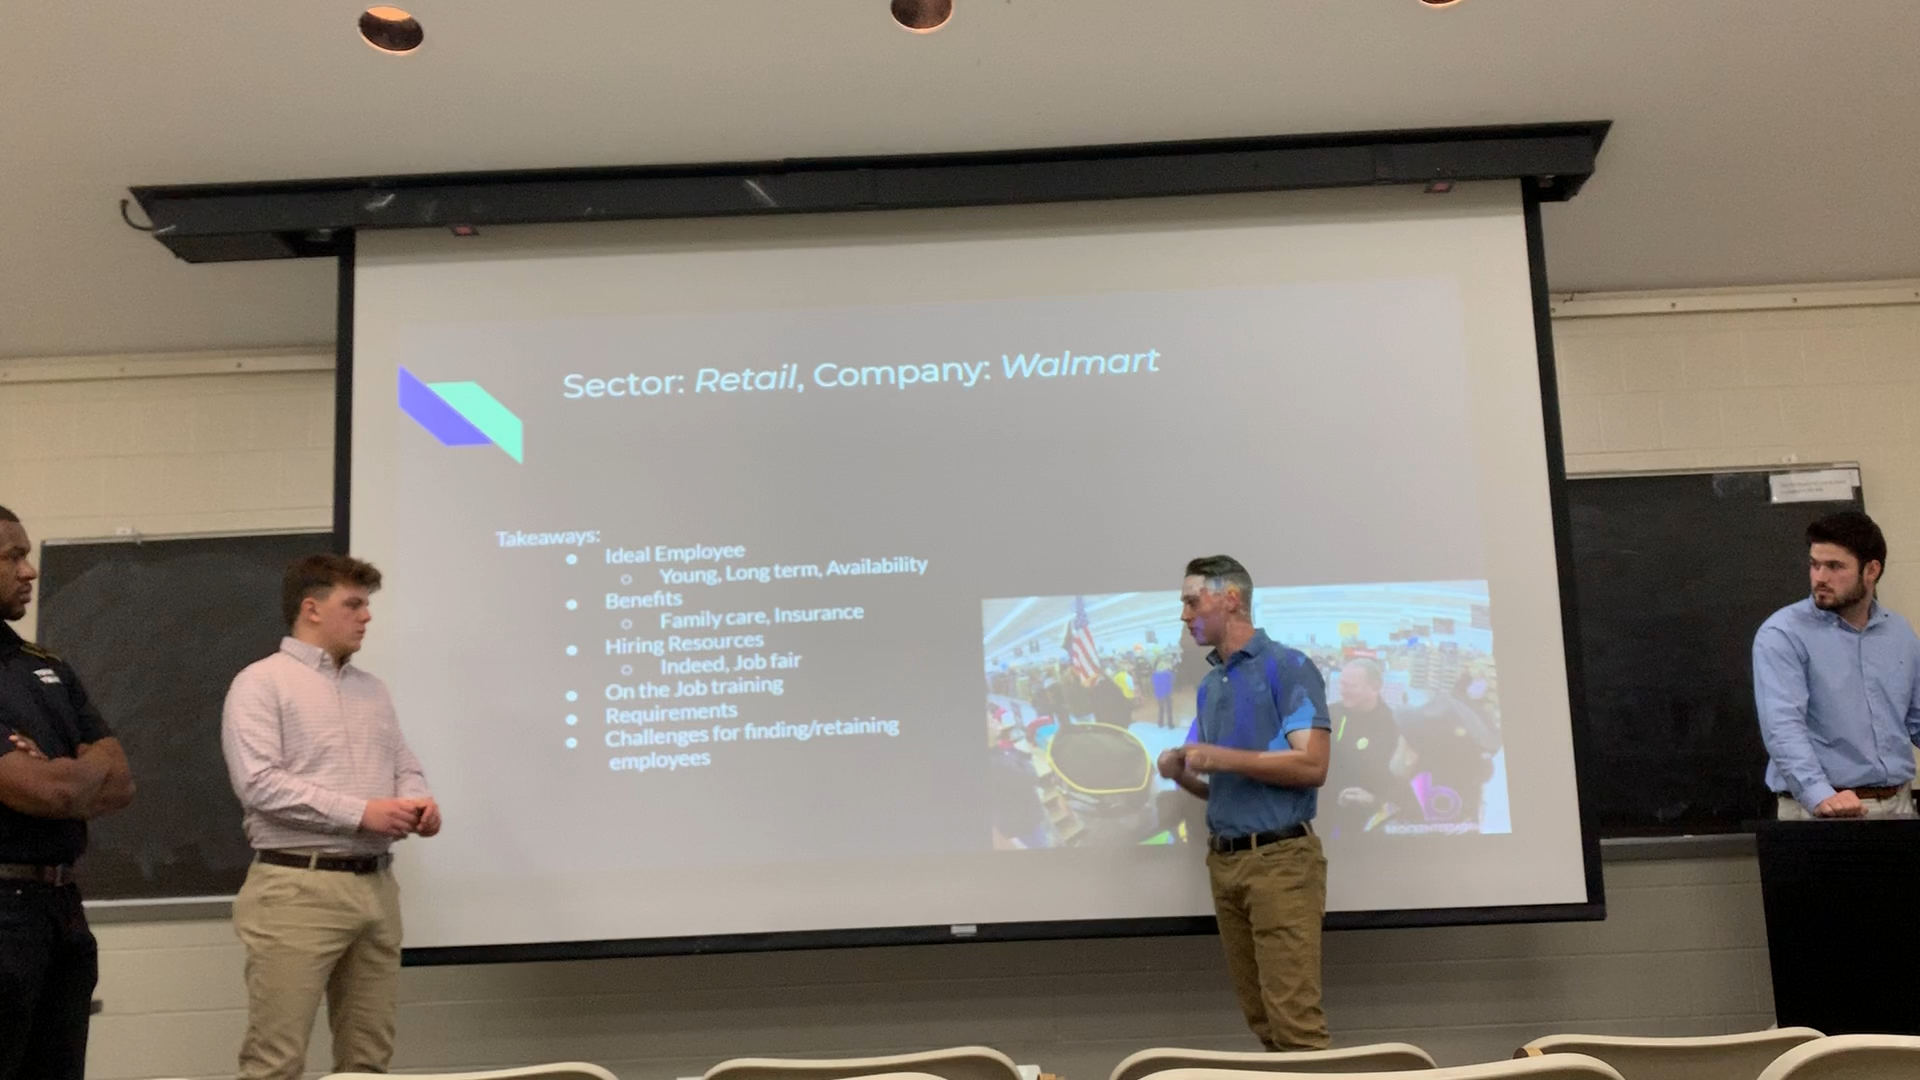 Sector: Retail, Company: Walmart
Takeaways:
● Ideal Employee
○ Young, Long term, Availability
● Benefits
○ Family care, Insurance
● Hiring Resources
○ Indeed, Job fair
● On the Job training
● Requirements
● Challenges for finding/retaining
employees